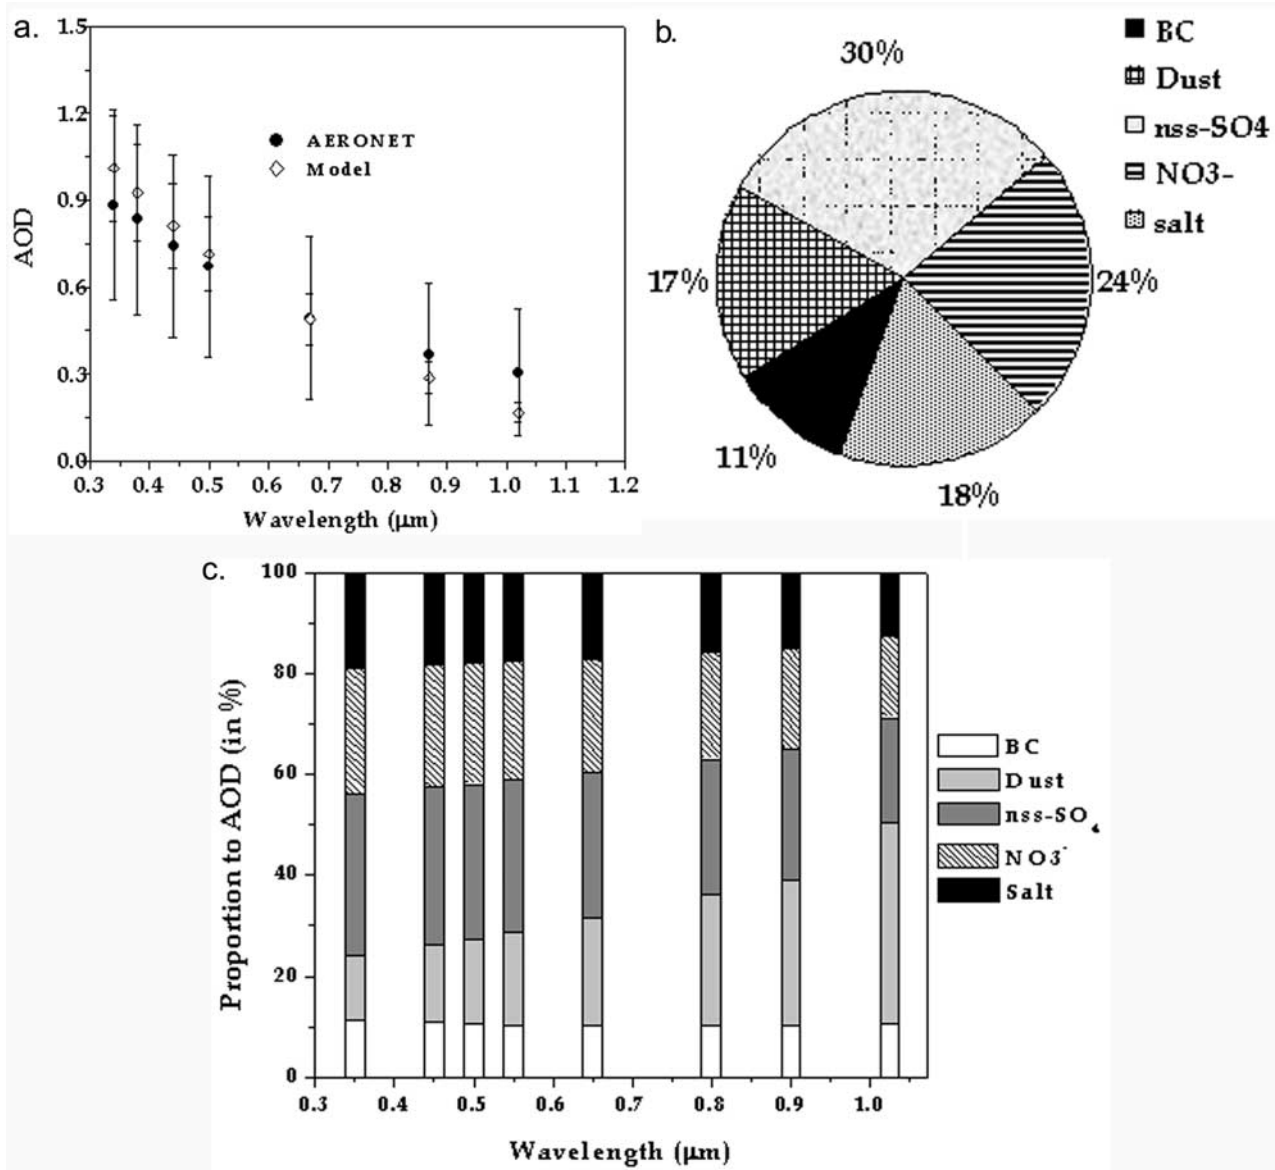 a.
1.5
1.2
0.9
0.6
0.3
0.0
AOD
AERONET
Model
0.3 0.4 0.5 0.6 0.7 0.8 0.9 1.0 1.1 1.2
Wavelength (µm)
b.
30%
17%
24%
11%
18%
BC
Dust
nss-SO4
NO3-
salt
c.
100
80
60
40
20
0
Proportion to AOD (in %)
BC
Dust
nss-SO4
NO3-
Salt
0.3 0.4 0.5 0.6 0.7 0.8 0.9 1.0
Wavelength (µm)